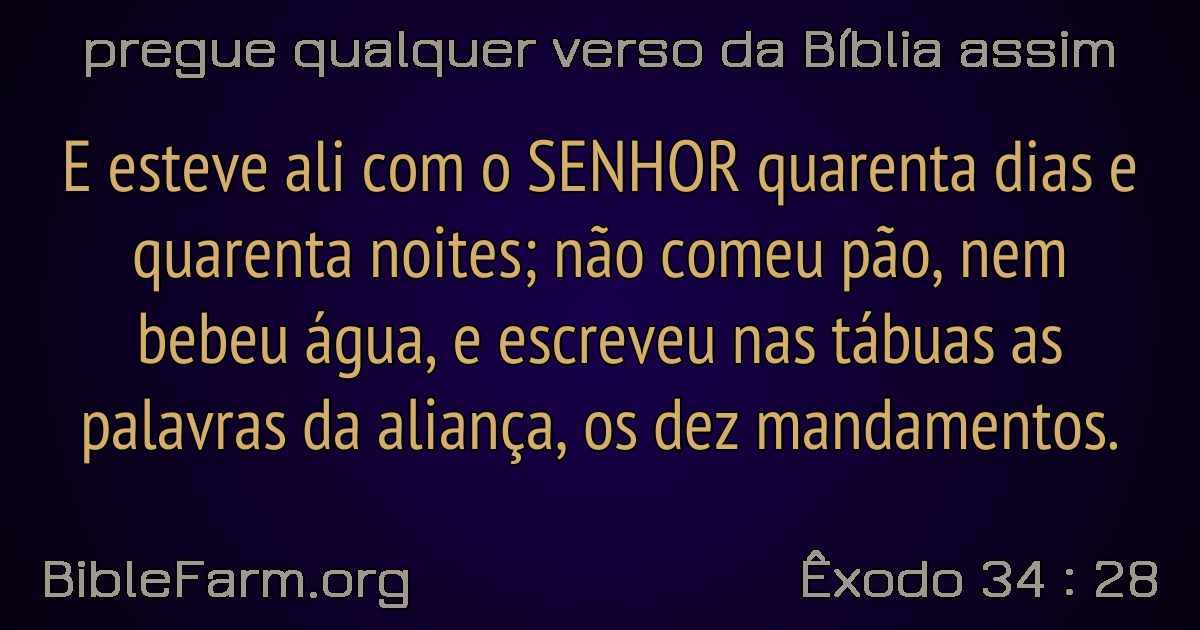 pregue qualquer verso da Bíblia assim
E esteve ali com o SENHOR quarenta dias e
quarenta noites; não comeu pão, nem
bebeu água, e escreveu nas tábuas as
palavras da aliança, os dez mandamentos.
BibleFarm.org
Êxodo 34 : 28